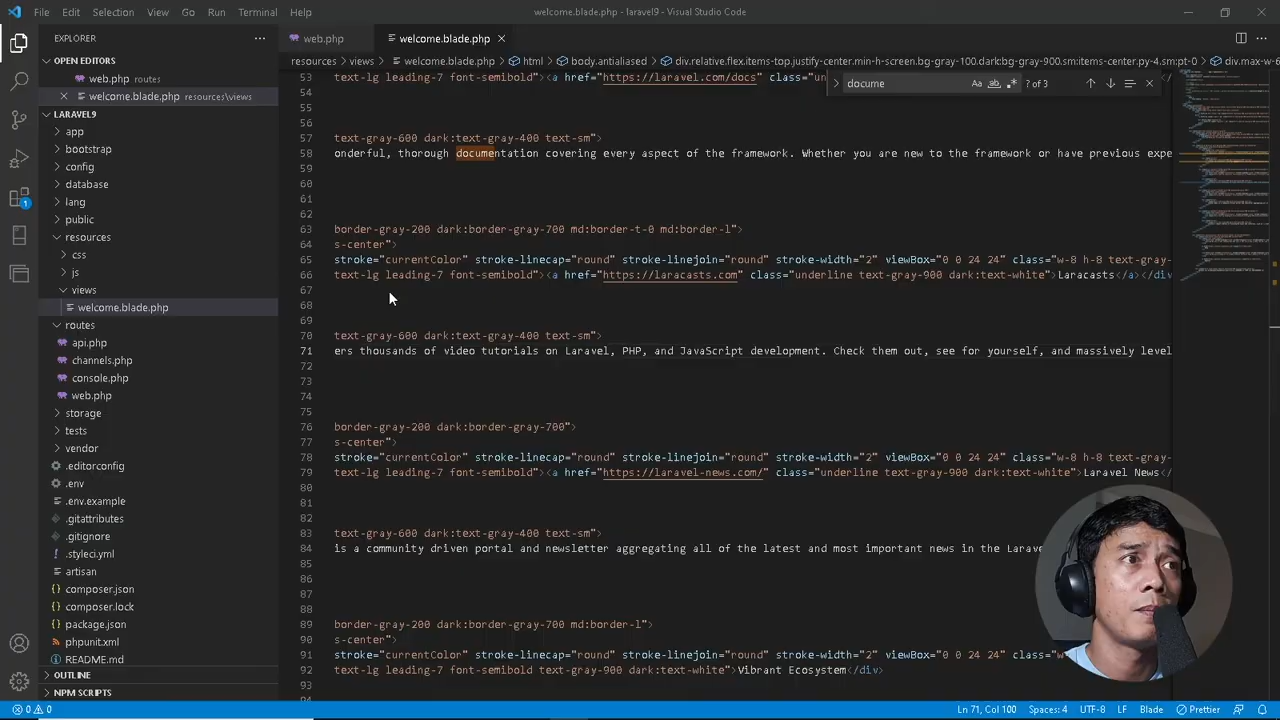 File Edit Selection View Go Run Terminal Help
welcome.blade.php - laravel9 - Visual Studio Code
EXPLORER
OPEN EDITORS
web.php routes
welcome.blade.php resources\views
LARAVEL9
app
bootstrap
config
database
lang
public
resources
css
js
views
welcome.blade.php
routes
api.php
channels.php
console.php
web.php
storage
tests
vendor
.editorconfig
.env
.env.example
.gitattributes
.gitignore
.styleci.yml
artisan
composer.json
composer.lock
package.json
phpunit.xml
README.md
OUTLINE
NPM SCRIPTS
1
web.php
welcome.blade.php
resources > views > welcome.blade.php > html > body.antialiased > div.relative.flex.items-top.justify-center.min-h-screen.bg-gray-100.dark:bg-gray-900.sm:items-center.py-4.sm:pt-0 > div.max-w-6
docume
Aa ab .* ? of 3
53 text-lg leading-7 font-semibold"><a href="https://laravel.com/docs" class="un
54
55
56
57 text-gray-600 dark:text-gray-400 text-sm">
58 onderful, thorough document covering every aspect of the framework. Whether you are new to the framework or have previous expe
59
60
61
62
63 border-gray-200 dark:border-gray-700 md:border-t-0 md:border-l">
64 s-center">
65 stroke="currentColor" stroke-linecap="round" stroke-linejoin="round" stroke-width="2" viewBox="0 0 24 24" class="w-8 h-8 text-gray-
66 text-lg leading-7 font-semibold"><a href="https://laracasts.com" class="underline text-gray-900 dark:text-white">Laracasts</a></div
67
68
69
70 text-gray-600 dark:text-gray-400 text-sm">
71 ers thousands of video tutorials on Laravel, PHP, and JavaScript development. Check them out, see for yourself, and massively level
72
73
74
75
76 border-gray-200 dark:border-gray-700">
77 s-center">
78 stroke="currentColor" stroke-linecap="round" stroke-linejoin="round" stroke-width="2" viewBox="0 0 24 24" class="w-8 h-8 text-gray-
79 text-lg leading-7 font-semibold"><a href="https://laravel-news.com/" class="underline text-gray-900 dark:text-white">Laravel News</
80
81
82
83 text-gray-600 dark:text-gray-400 text-sm">
84 is a community driven portal and newsletter aggregating all of the latest and most important news in the Larave
85
86
87
88
89 border-gray-200 dark:border-gray-700 md:border-l">
90 s-center">
91 stroke="currentColor" stroke-linecap="round" stroke-linejoin="round" stroke-width="2" viewBox="0 0 24 24" class="w
92 text-lg leading-7 font-semibold text-gray-900 dark:text-white">Vibrant Ecosystem</div>
93
0 0
Ln 71, Col 100 Spaces: 4 UTF-8 LF Blade Prettier